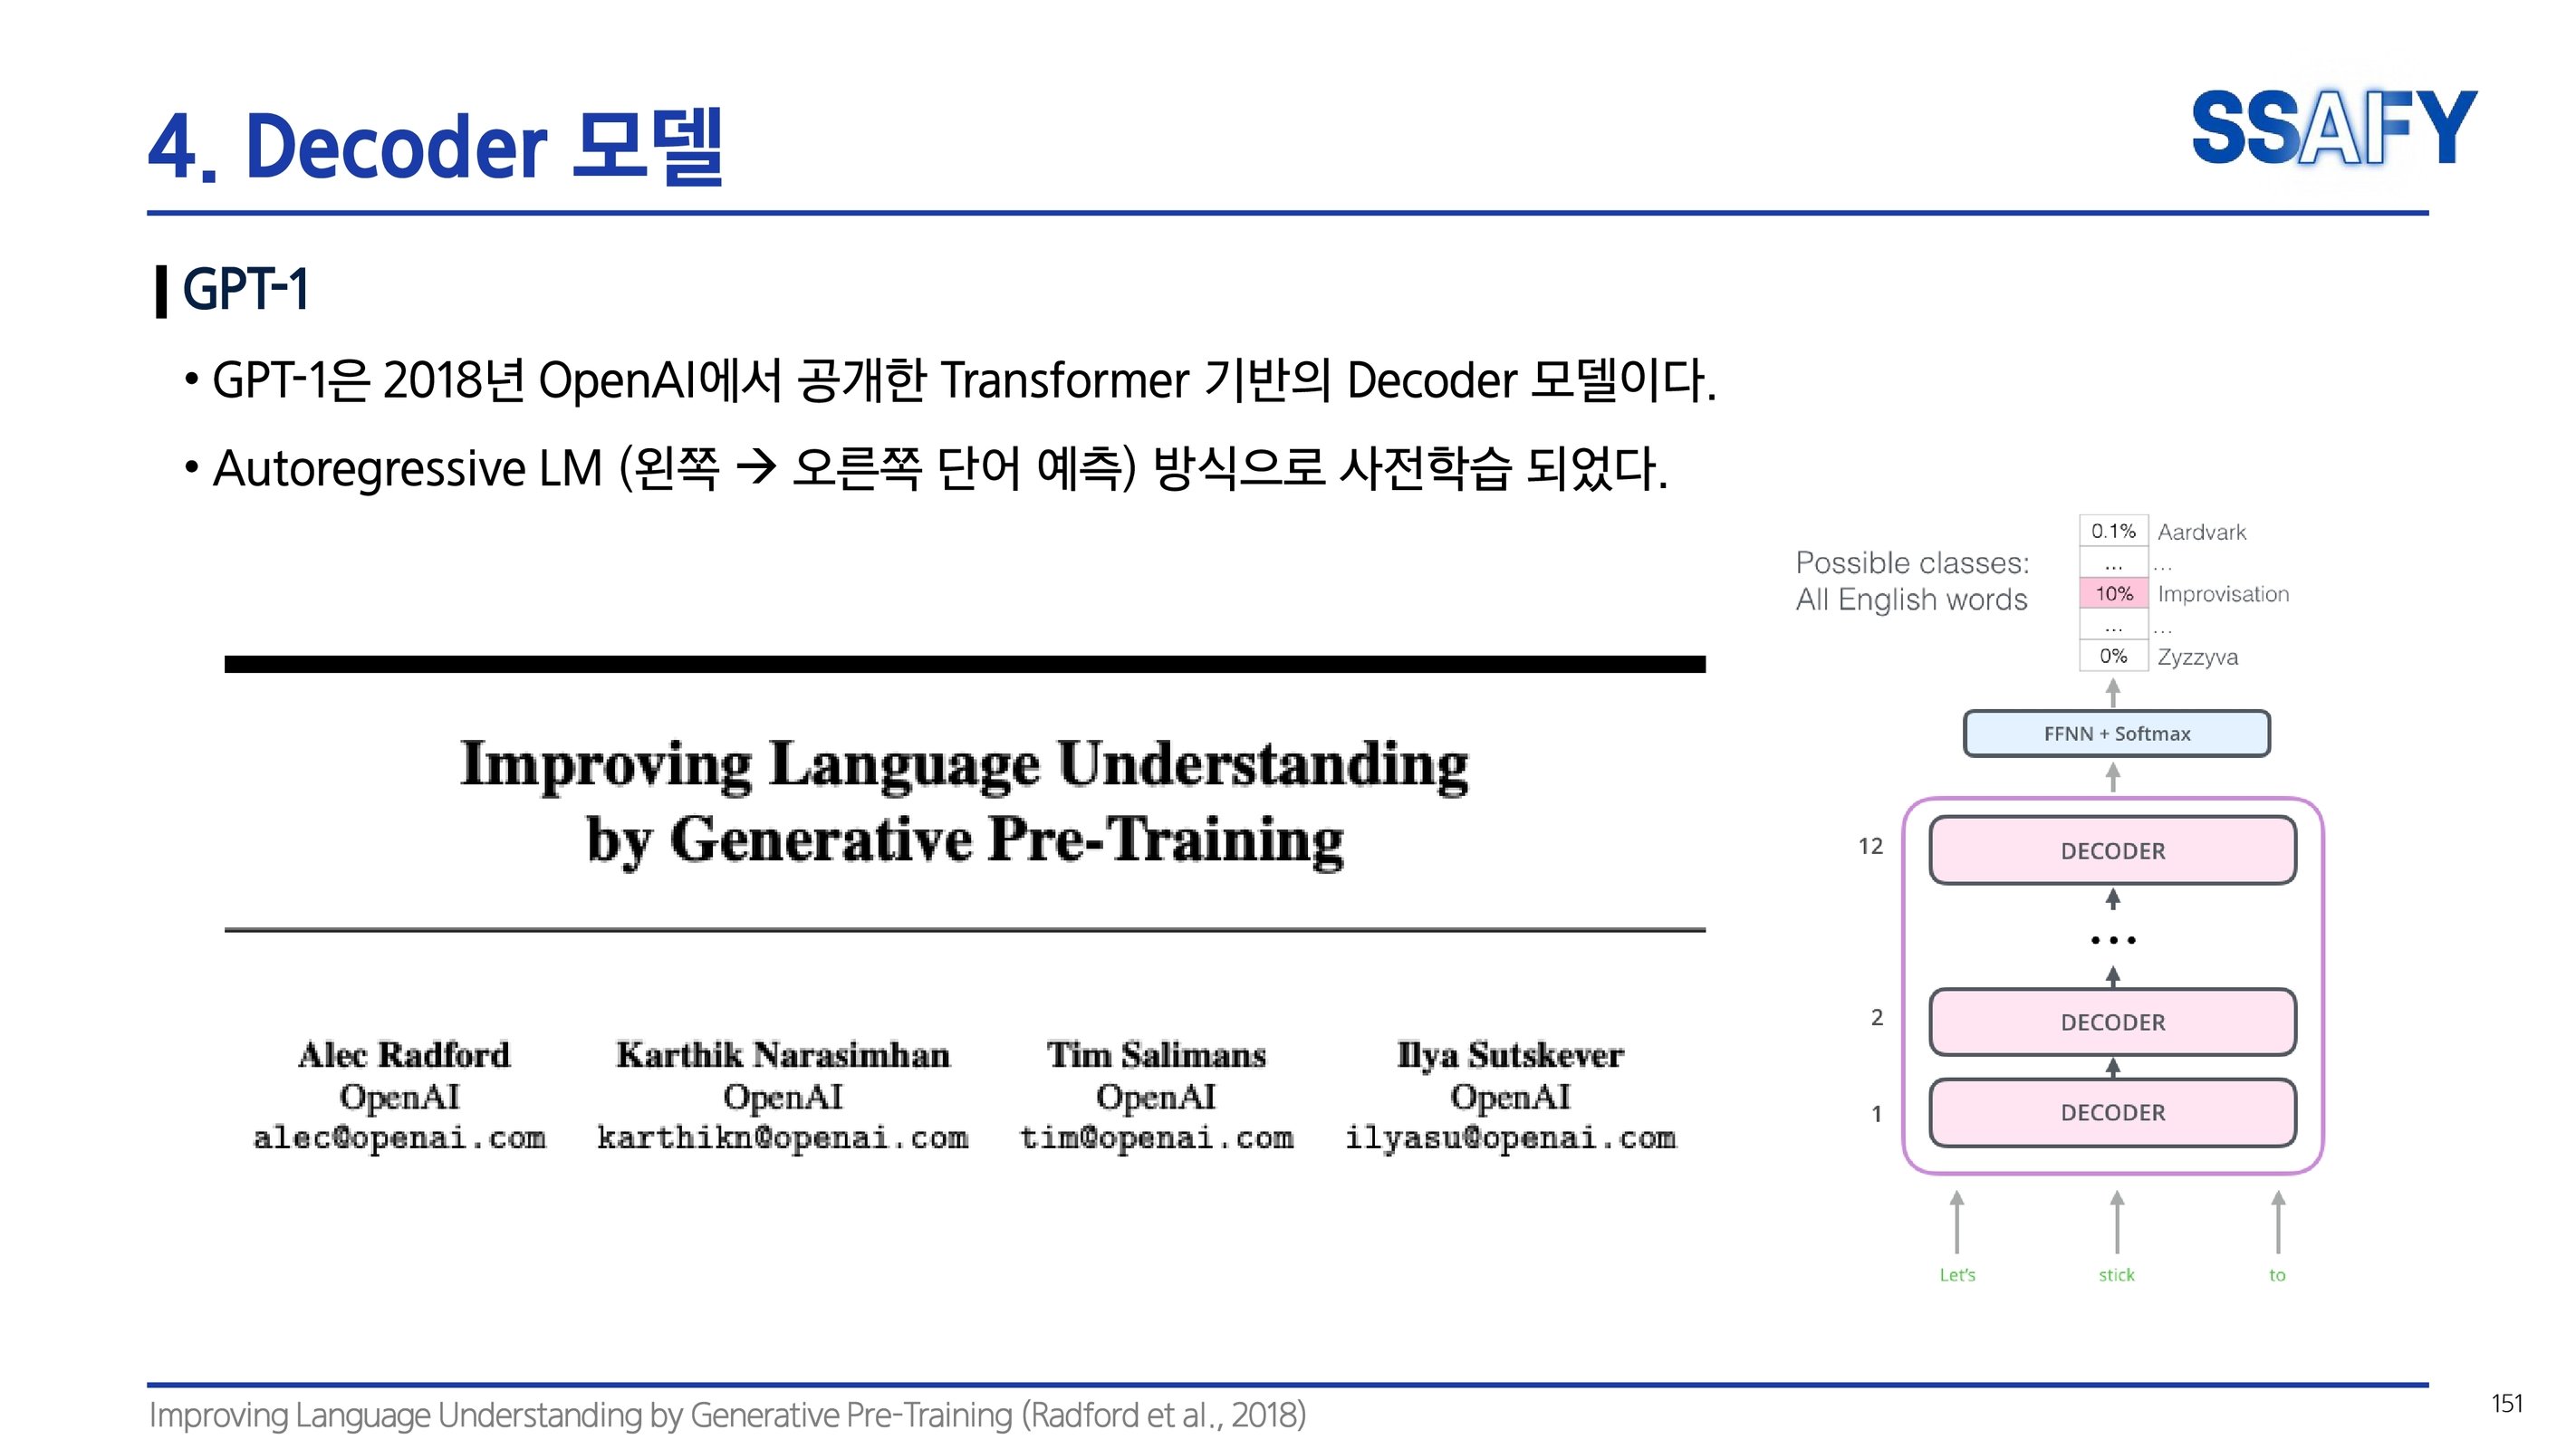 4. Decoder 모델
SSAFY
GPT-1
• GPT-1은 2018년 OpenAI에서 공개한 Transformer 기반의 Decoder 모델이다.
• Autoregressive LM (왼쪽 → 오른쪽 단어 예측) 방식으로 사전학습 되었다.
Improving Language Understanding
by Generative Pre-Training
Alec Radford
OpenAI
alec@openai.com
Karthik Narasimhan
OpenAI
karthikn@openai.com
Tim Salimans
OpenAI
tim@openai.com
Ilya Sutskever
OpenAI
ilyasu@openai.com
Possible classes:
All English words
0.1% Aardvark
... ...
10% Improvisation
... ...
0% Zyzzyva
FFNN + Softmax
12 DECODER
...
2 DECODER
1 DECODER
Let's stick to
Improving Language Understanding by Generative Pre-Training (Radford et al., 2018)
151